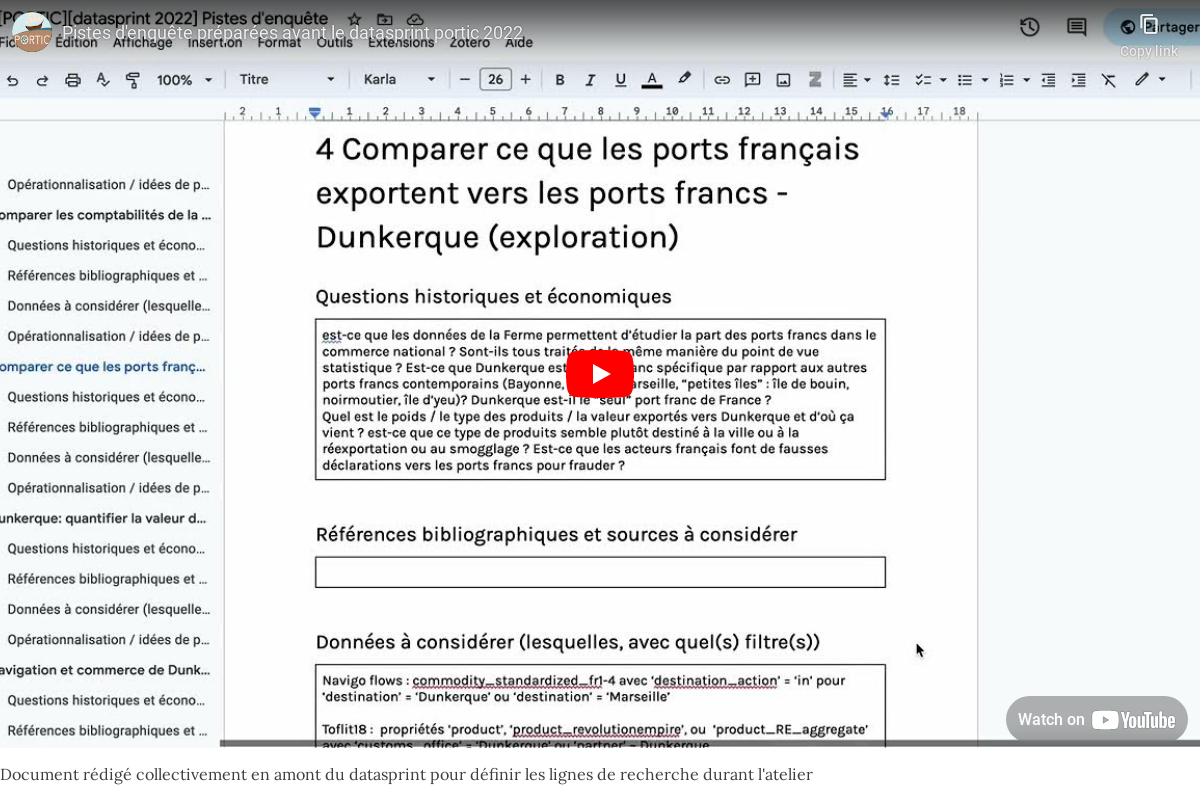 [PORTIC][datasprint 2022] Pistes d'enquête
PORTIC
Pistes d'enquête préparées avant le datasprint portic 2022
Partager
Copy link
Édition Affichage Insertion Format Outils Extensions Zotero Aide
100% Titre Karla 26 B I U A Z
2 1 1 2 3 4 5 6 7 8 9 10 11 12 13 14 15 16 17 18
4 Comparer ce que les ports français
exportent vers les ports francs -
Dunkerque (exploration)
Opérationnalisation / idées de p...
omparer les comptabilités de la ...
Questions historiques et écono...
Références bibliographiques et ...
Données à considérer (lesquelle...
Opérationnalisation / idées de p...
omparer ce que les ports franç...
Questions historiques et écono...
Références bibliographiques et ...
Données à considérer (lesquelle...
Opérationnalisation / idées de p...
unkerque: quantifier la valeur d...
Questions historiques et écono...
Références bibliographiques et ...
Données à considérer (lesquelle...
Opérationnalisation / idées de p...
avigation et commerce de Dunk...
Questions historiques et écono...
Références bibliographiques et ...
Questions historiques et économiques
est-ce que les données de la Ferme permettent d'étudier la part des ports francs dans le
commerce national ? Sont-ils tous traités de la même manière du point de vue
statistique ? Est-ce que Dunkerque est franc spécifique par rapport aux autres
ports francs contemporains (Bayonne, Marseille, "petites îles" : île de bouin,
noirmoutier, île d'yeu)? Dunkerque est-il le "seul" port franc de France ?
Quel est le poids / le type des produits / la valeur exportés vers Dunkerque et d'où ça
vient ? est-ce que ce type de produits semble plutôt destiné à la ville ou à la
réexportation ou au smogglage ? Est-ce que les acteurs français font de fausses
déclarations vers les ports francs pour frauder ?
Références bibliographiques et sources à considérer
Données à considérer (lesquelles, avec quel(s) filtre(s))
Navigo flows : commodity_standardized_fr1-4 avec 'destination_action' = 'in' pour
'destination' = 'Dunkerque' ou 'destination' = 'Marseille'
Toflit18 : propriétés 'product', 'product_revolutionempire', ou 'product_RE_aggregate'
avec 'customs_office' = 'Dunkerque' ou 'partner' = Dunkerque
Watch on YouTube
Document rédigé collectivement en amont du datasprint pour définir les lignes de recherche durant l'atelier